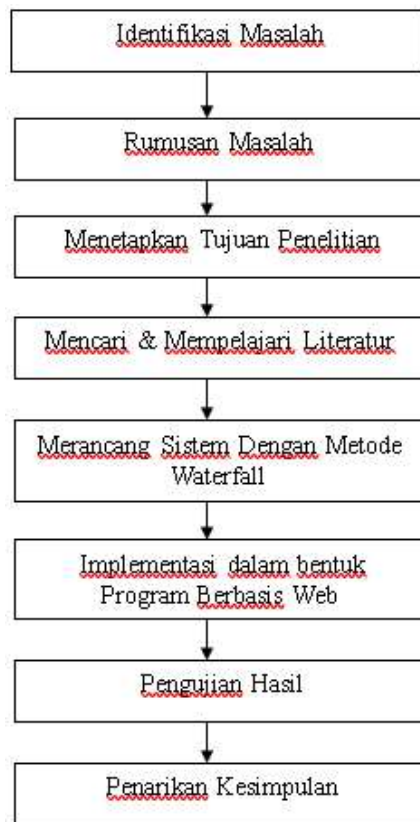 Identifikasi Masalah
Rumusan Masalah
Menetapkan Tujuan Penelitian
Mencari & Mempelajari Literatur
Merancang Sistem Dengan Metode
Waterfall
Implementasi dalam bentuk
Program Berbasis Web
Pengujian Hasil
Penarikan Kesimpulan